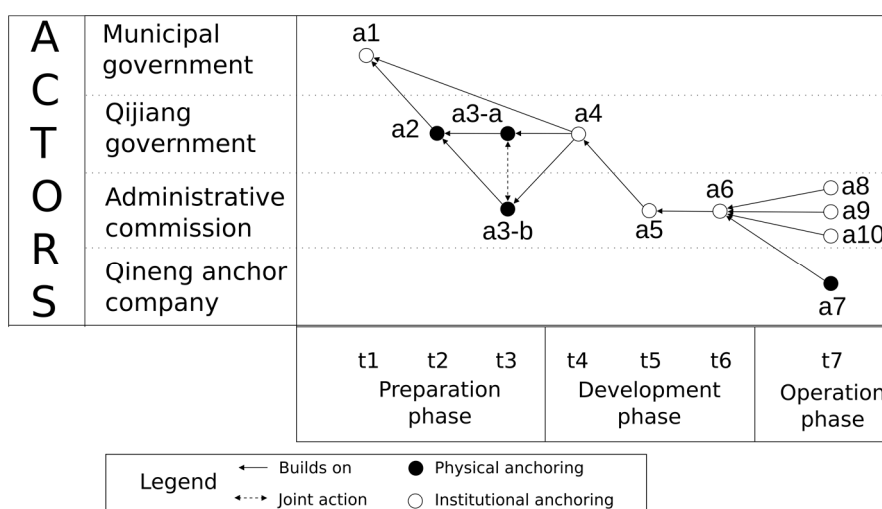 A
C
T
O
R
S
Municipal
government
Qijiang
government
Administrative
commission
Qineng anchor
company
a1
a2
a3-a
a4
a3-b
a5
a6
a8
a9
a10
a7
t1 t2 t3 t4 t5 t6 t7
Preparation
phase
Development
phase
Operation
phase
Legend
Builds on
Physical anchoring
Joint action
Institutional anchoring